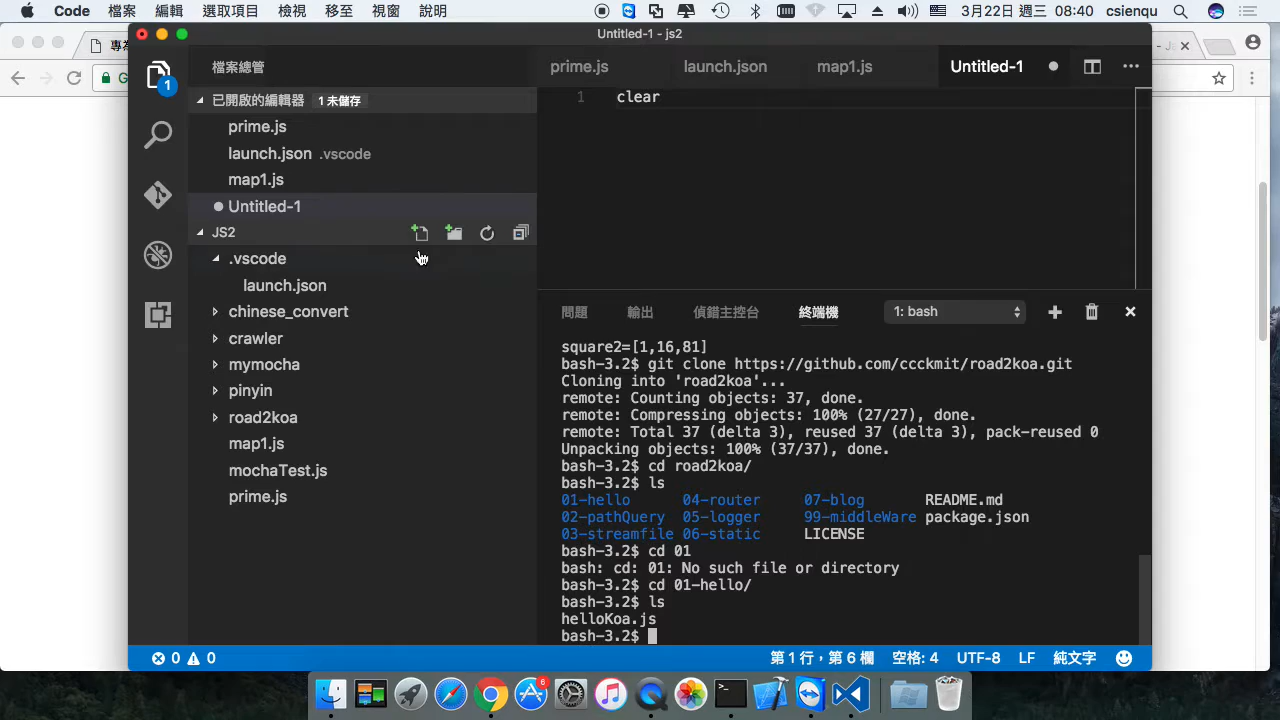 Code 檔案 編輯 選取項目 檢視 移至 視窗 說明 3月22日 週三 08:40 csienqu
Untitled-1 - js2
檔案總管
1
已開啟的編輯器 1 未儲存
prime.js
launch.json .vscode
map1.js
Untitled-1
JS2
.vscode
launch.json
chinese_convert
crawler
mymocha
pinyin
road2koa
map1.js
mochaTest.js
prime.js
prime.js launch.json map1.js Untitled-1
1 clear
問題 輸出 偵錯主控台 終端機 1: bash
square2=[1,16,81]
bash-3.2$ git clone https://github.com/ccckmit/road2koa.git
Cloning into 'road2koa'...
remote: Counting objects: 37, done.
remote: Compressing objects: 100% (27/27), done.
remote: Total 37 (delta 3), reused 37 (delta 3), pack-reused 0
Unpacking objects: 100% (37/37), done.
bash-3.2$ cd road2koa/
bash-3.2$ ls
01-hello 04-router 07-blog README.md
02-pathQuery 05-logger 99-middleWare package.json
03-streamfile 06-static LICENSE
bash-3.2$ cd 01
bash: cd: 01: No such file or directory
bash-3.2$ cd 01-hello/
bash-3.2$ ls
helloKoa.js
bash-3.2$
0 0 第 1 行，第 6 欄 空格: 4 UTF-8 LF 純文字
6